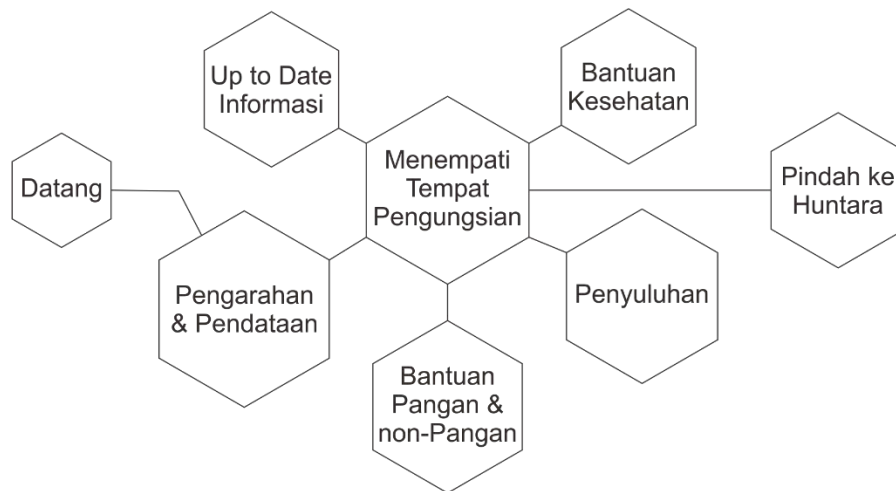 Up to Date
Informasi
Bantuan
Kesehatan
Datang
Menempati
Tempat
Pengungsian
Pindah ke
Huntara
Pengarahan
& Pendataan
Penyuluhan
Bantuan
Pangan &
non-Pangan